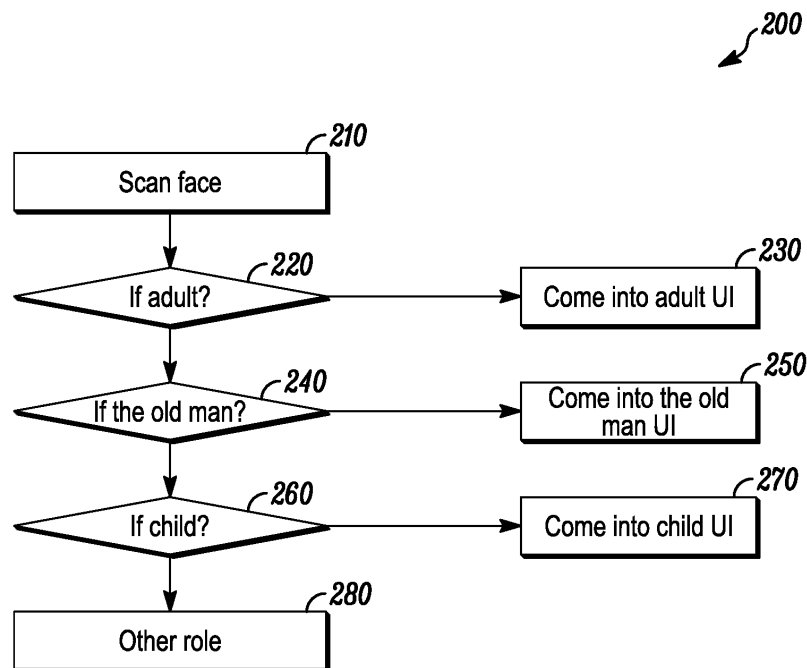 200
210
Scan face
220
If adult?
230
Come into adult UI
240
If the old man?
250
Come into the old
man UI
260
If child?
270
Come into child UI
280
Other role